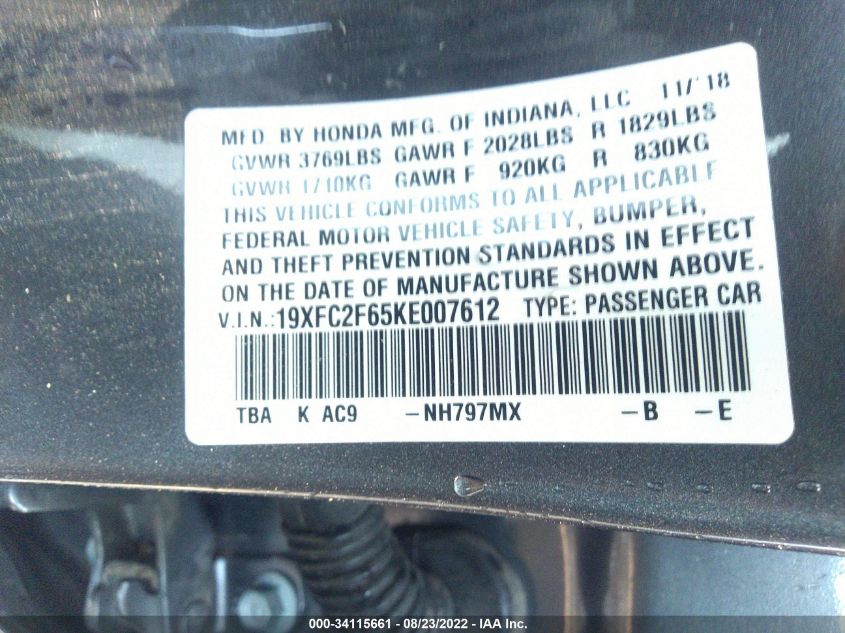 MFD. BY HONDA MFG. OF INDIANA, LLC 11/18
GVWR 3769LBS GAWR F 2028LBS R 1829LBS
GVWR 1710KG GAWR F 920KG R 830KG
THIS VEHICLE CONFORMS TO ALL APPLICABLE
FEDERAL MOTOR VEHICLE SAFETY, BUMPER,
AND THEFT PREVENTION STANDARDS IN EFFECT
ON THE DATE OF MANUFACTURE SHOWN ABOVE.
V.I.N.:19XFC2F65KE007612 TYPE: PASSENGER CAR
TBA K AC9 –NH797MX –B –E
000-34115661 - 08/23/2022 - IAA Inc.